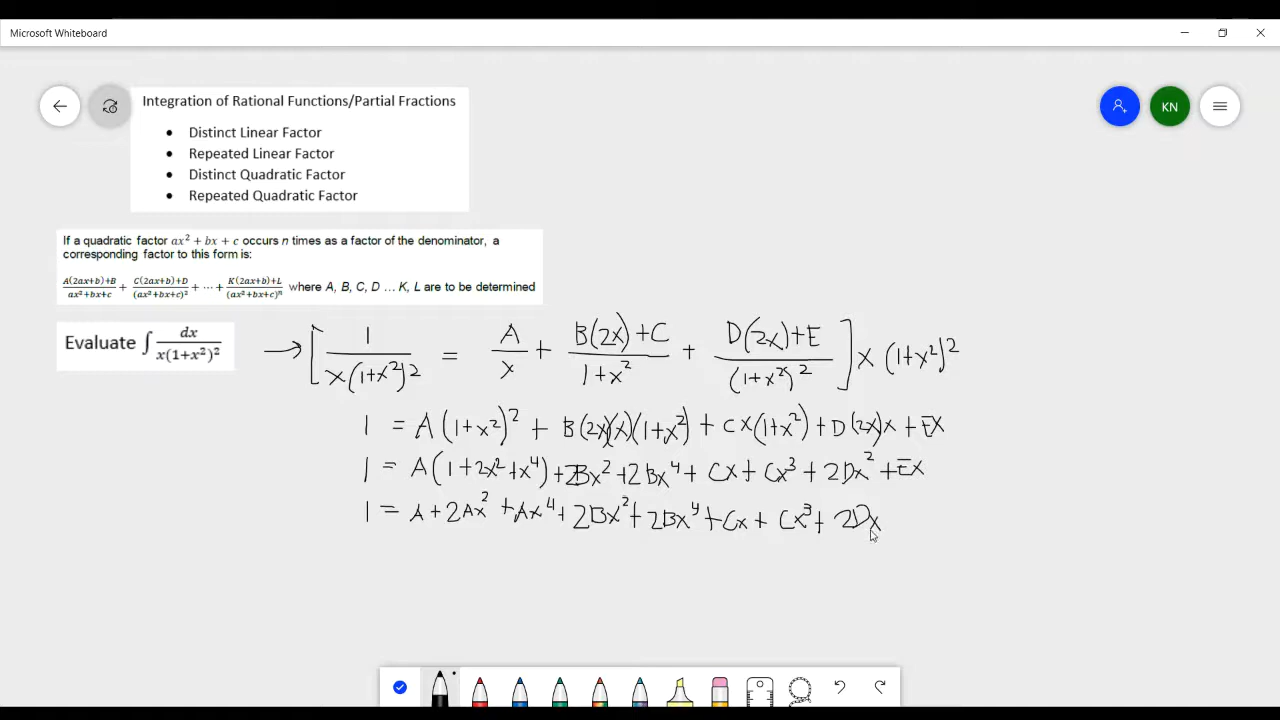 Microsoft Whiteboard
Integration of Rational Functions/Partial Fractions
• Distinct Linear Factor
• Repeated Linear Factor
• Distinct Quadratic Factor
• Repeated Quadratic Factor
KN
If a quadratic factor ax² + bx + c occurs n times as a factor of the denominator, a
corresponding factor to this form is:
A(2ax+b)+B/ax²+bx+c + C(2ax+b)+D/(ax²+bx+c)² + ⋯ + K(2ax+b)+L/(ax²+bx+c)ⁿ where A, B, C, D … K, L are to be determined
Evaluate ∫ dx/x(1+x²)² → [1/x(1+x²)² = A/x + B(2x)+C/1+x² + D(2x)+E/(1+x²)²] x (1+x²)²
1 = A(1+x²)² + B(2x)(x)(1+x²) + Cx(1+x²) + D(2x)x + Ex
1 = A(1+2x²+x⁴) + 2Bx² + 2Bx⁴ + Cx + Cx³ + 2Dx² + Ex
1 = A + 2Ax² + Ax⁴ + 2Bx² + 2Bx⁴ + Cx + Cx³ + 2Dx